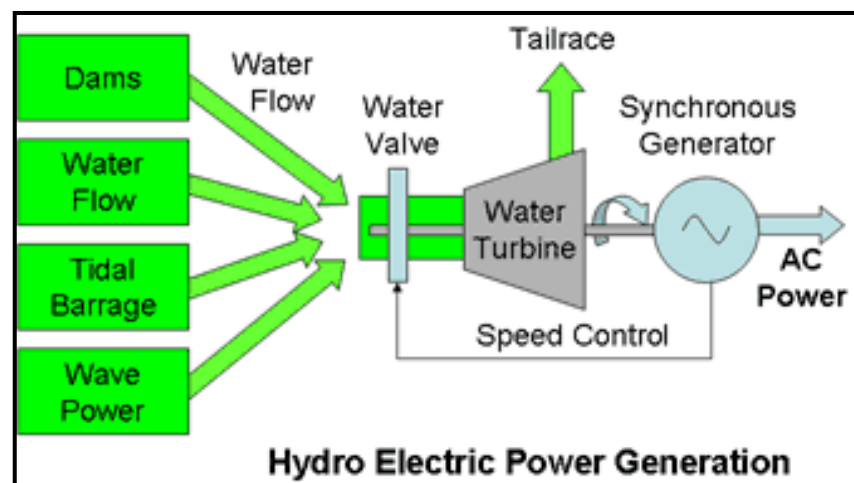 Dams
Water
Flow
Tidal
Barrage
Wave
Power
Water
Flow
Water
Valve
Tailrace
Synchronous
Generator
Water
Turbine
AC
Power
Speed Control
Hydro Electric Power Generation